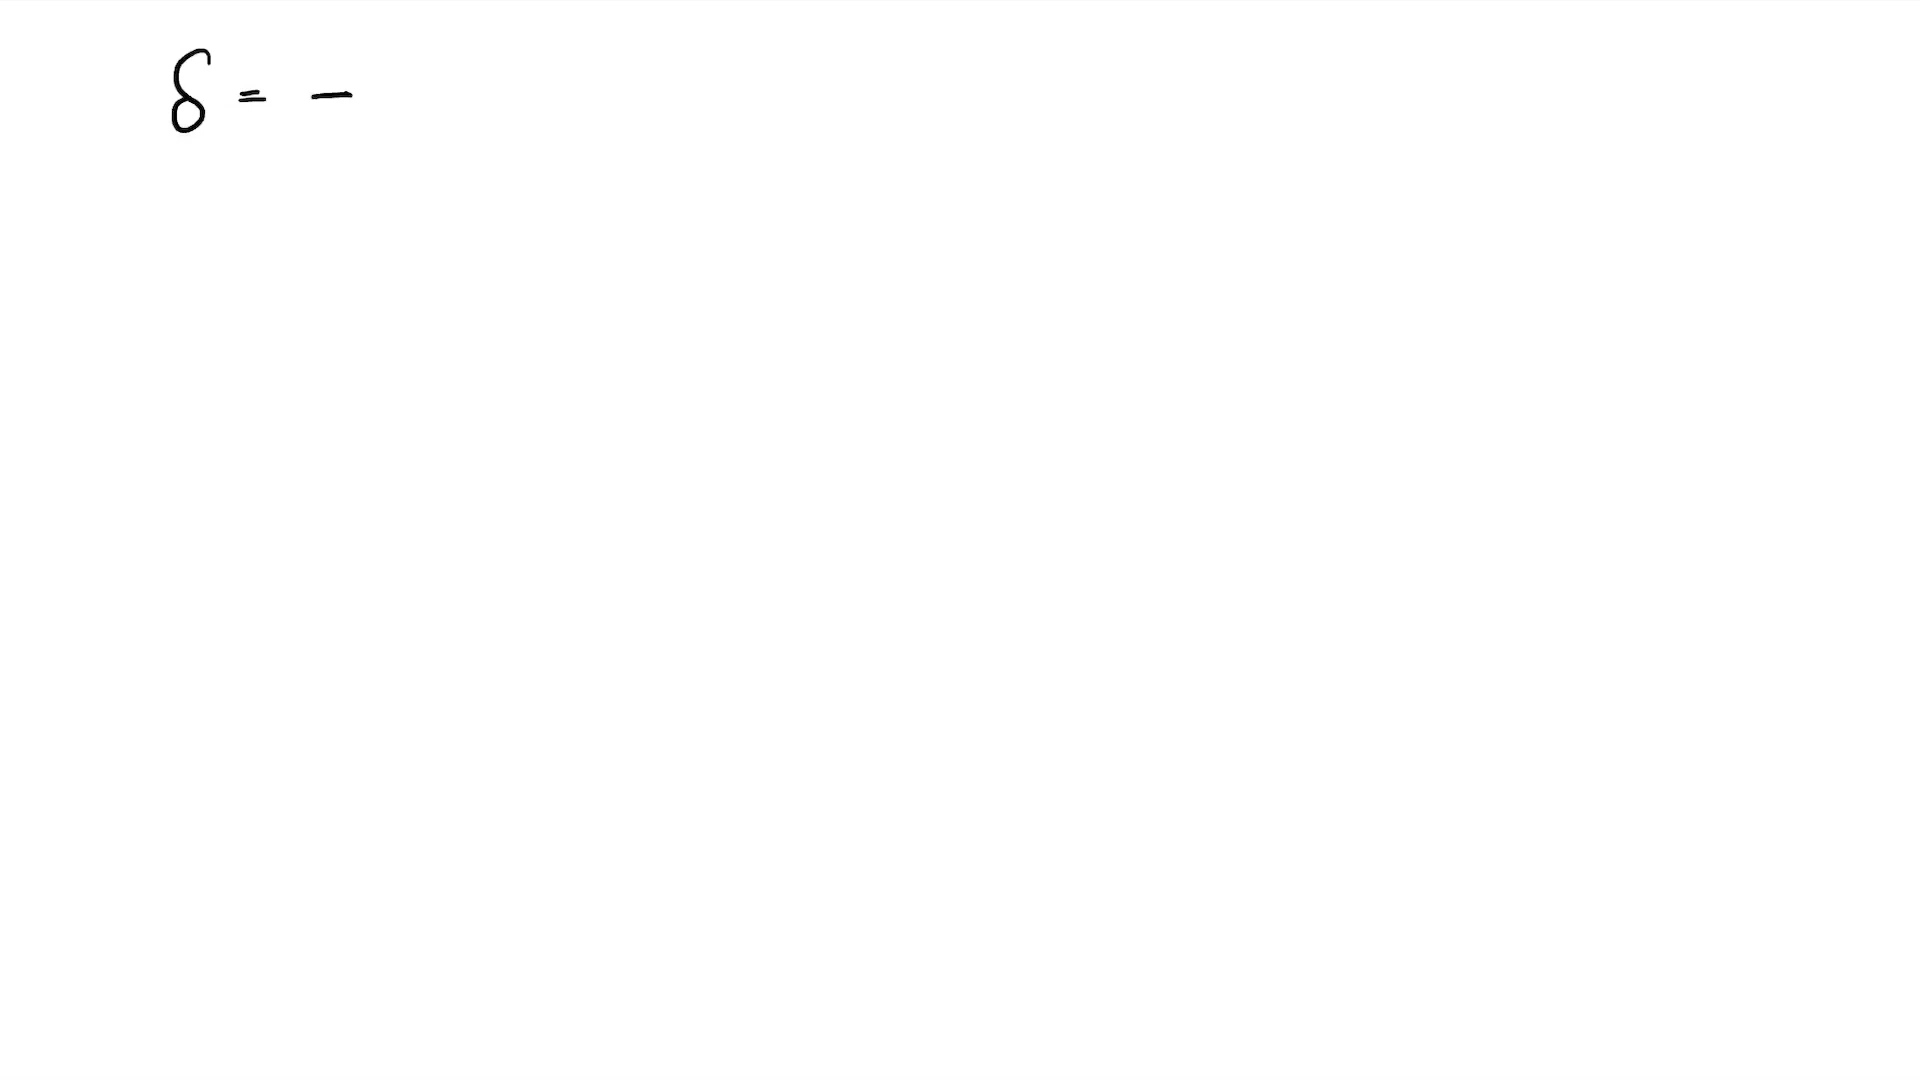 δ = −